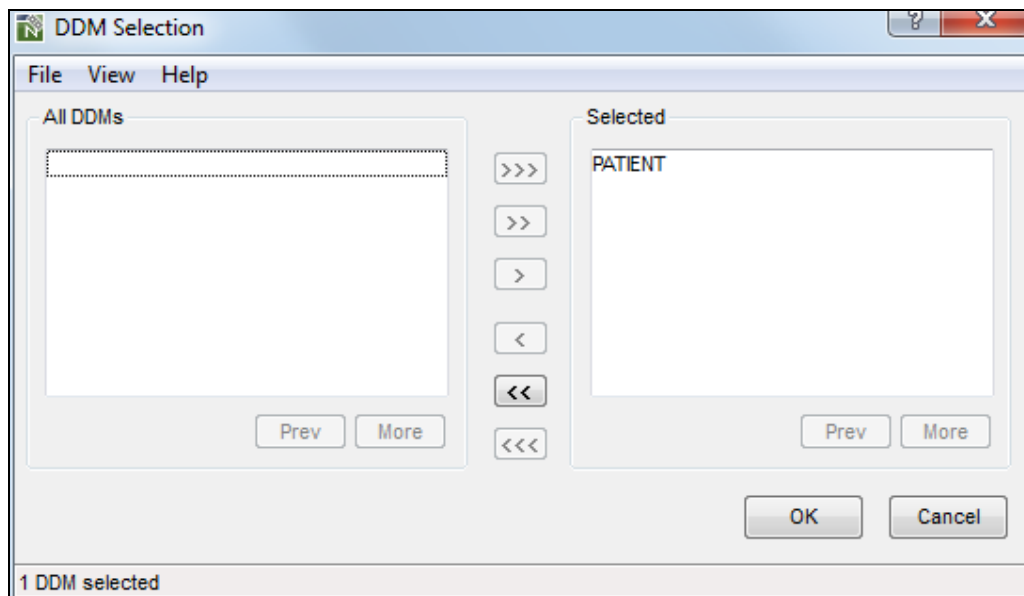 DDM Selection
File View Help
All DDMs
Selected
PATIENT
>>>
>>
>
<
<<
<<<
Prev More
Prev More
OK Cancel
1 DDM selected